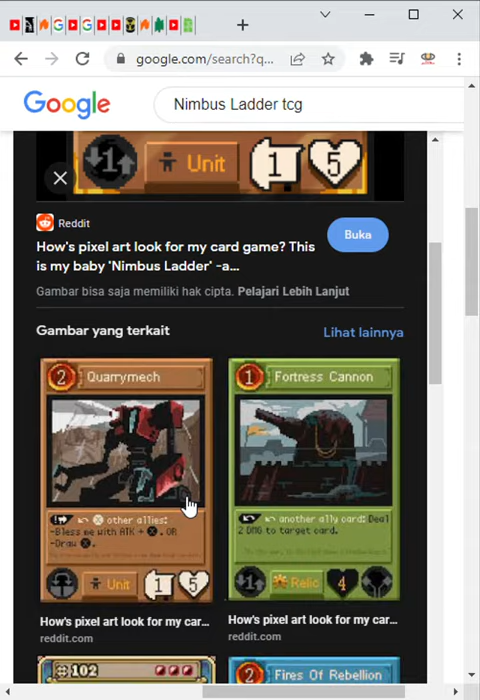 google.com/search?q...
Google
Nimbus Ladder tcg
1
Unit
1
5
Reddit
How's pixel art look for my card game? This
is my baby 'Nimbus Ladder' -a...
Buka
Gambar bisa saja memiliki hak cipta. Pelajari Lebih Lanjut
Gambar yang terkait
Lihat lainnya
2 Quarrymech
other allies:
-Bless me with ATK + X, OR
-Draw X.
Unit
1
5
How's pixel art look for my car...
reddit.com
1 Fortress Cannon
another ally card: Deal
2 DMG to target card.
1
Relic
4
How's pixel art look for my car...
reddit.com
#102
2 Fires Of Rebellion